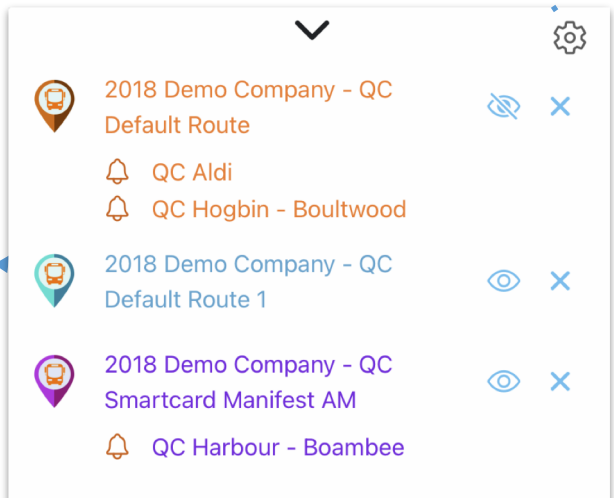 2018 Demo Company - QC
Default Route
QC Aldi
QC Hogbin - Boultwood
2018 Demo Company - QC
Default Route 1
2018 Demo Company - QC
Smartcard Manifest AM
QC Harbour - Boambee